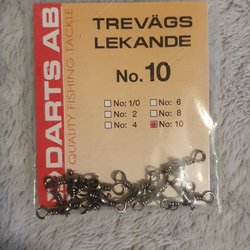 DARTS AB
QUALITY FISHING TACKLE
TREVÄGS
LEKANDE
No. 10
No: 1/0
No: 6
No: 2
No: 8
No: 4
No: 10